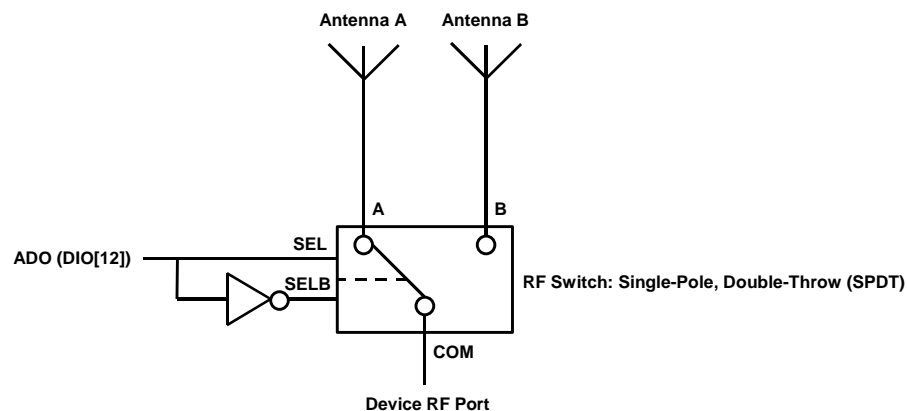 Antenna A
Antenna B
A
B
SEL
ADO (DIO[12])
SELB
RF Switch: Single-Pole, Double-Throw (SPDT)
COM
Device RF Port